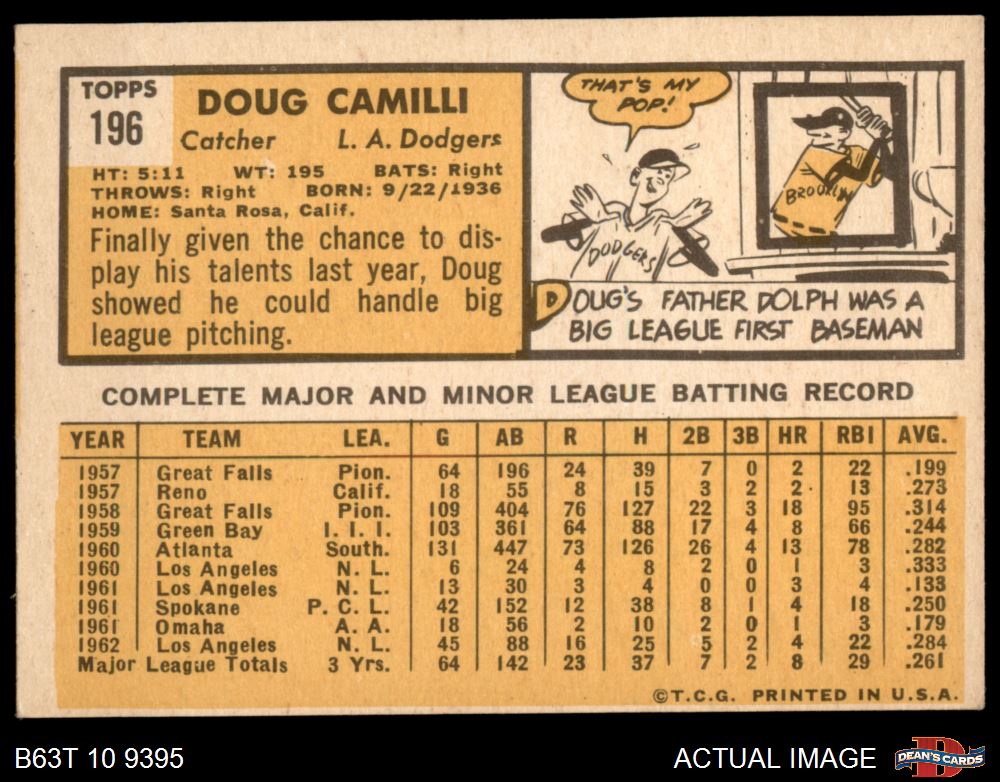 TOPPS
196
DOUG CAMILLI
Catcher L. A. Dodgers
HT: 5:11 WT: 195 BATS: Right
THROWS: Right BORN: 9/22/1936
HOME: Santa Rosa, Calif.
Finally given the chance to dis-
play his talents last year, Doug
showed he could handle big
league pitching.
THAT'S MY
POP!
BROOKLYN
DODGERS
DOUG'S FATHER DOLPH WAS A
BIG LEAGUE FIRST BASEMAN
COMPLETE MAJOR AND MINOR LEAGUE BATTING RECORD
YEAR TEAM LEA. G AB R H 2B 3B HR RBI AVG.
1957 Great Falls Pion. 64 196 24 39 7 0 2 22 .199
1957 Reno Calif. 18 55 8 15 3 2 2 13 .273
1958 Great Falls Pion. 109 404 76 127 22 3 18 95 .314
1959 Green Bay I. I. I. 103 361 64 88 17 4 8 66 .244
1960 Atlanta South. 131 447 73 126 26 4 13 78 .282
1960 Los Angeles N. L. 6 24 4 8 2 0 1 3 .333
1961 Los Angeles N. L. 13 30 3 4 0 0 3 4 .133
1961 Spokane P. C. L. 42 152 12 38 8 1 4 18 .250
1961 Omaha A. A. 18 56 2 10 2 0 1 3 .179
1962 Los Angeles N. L. 45 88 16 25 5 2 4 22 .284
Major League Totals 3 Yrs. 64 142 23 37 7 2 8 29 .261
©T.C.G. PRINTED IN U.S.A.
B63T 10 9395 ACTUAL IMAGE
D
DEAN'S CARDS